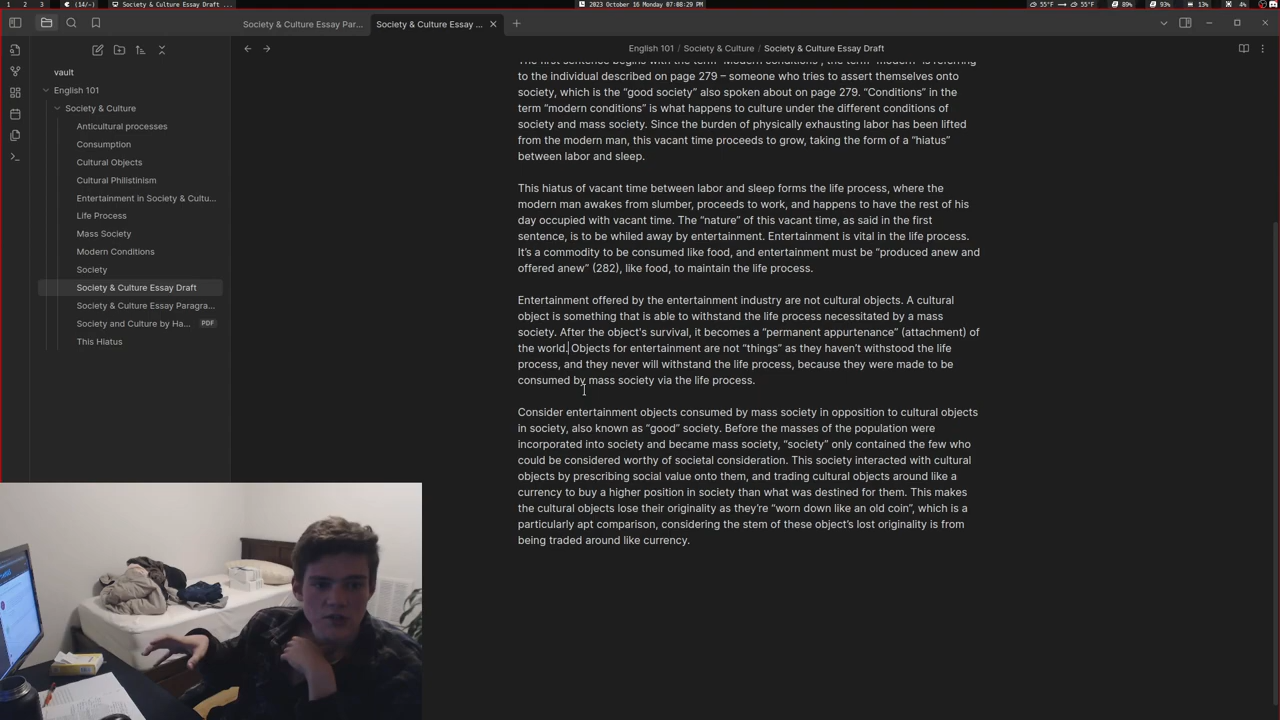 1 2 3 (14/-) Society & Culture Essay Draft ...
2023 October 16 Monday 07:08:29 PM
55°F 55°F 89% 93% 13% 4%
Society & Culture Essay Par...
Society & Culture Essay ...
English 101 / Society & Culture / Society & Culture Essay Draft
vault
English 101
Society & Culture
Anticultural processes
Consumption
Cultural Objects
Cultural Philistinism
Entertainment in Society & Cultu...
Life Process
Mass Society
Modern Conditions
Society
Society & Culture Essay Draft
Society & Culture Essay Paragra...
Society and Culture by Ha... PDF
This Hiatus
The first sentence begins with the term “Modern conditions”, the term “modern” is referring
to the individual described on page 279 – someone who tries to assert themselves onto
society, which is the “good society” also spoken about on page 279. “Conditions” in the
term “modern conditions” is what happens to culture under the different conditions of
society and mass society. Since the burden of physically exhausting labor has been lifted
from the modern man, this vacant time proceeds to grow, taking the form of a “hiatus”
between labor and sleep.
This hiatus of vacant time between labor and sleep forms the life process, where the
modern man awakes from slumber, proceeds to work, and happens to have the rest of his
day occupied with vacant time. The “nature” of this vacant time, as said in the first
sentence, is to be whiled away by entertainment. Entertainment is vital in the life process.
It’s a commodity to be consumed like food, and entertainment must be “produced anew and
offered anew” (282), like food, to maintain the life process.
Entertainment offered by the entertainment industry are not cultural objects. A cultural
object is something that is able to withstand the life process necessitated by a mass
society. After the object's survival, it becomes a “permanent appurtenance” (attachment) of
the world. Objects for entertainment are not “things” as they haven’t withstood the life
process, and they never will withstand the life process, because they were made to be
consumed by mass society via the life process.
Consider entertainment objects consumed by mass society in opposition to cultural objects
in society, also known as “good” society. Before the masses of the population were
incorporated into society and became mass society, “society” only contained the few who
could be considered worthy of societal consideration. This society interacted with cultural
objects by prescribing social value onto them, and trading cultural objects around like a
currency to buy a higher position in society than what was destined for them. This makes
the cultural objects lose their originality as they’re “worn down like an old coin”, which is a
particularly apt comparison, considering the stem of these object’s lost originality is from
being traded around like currency.